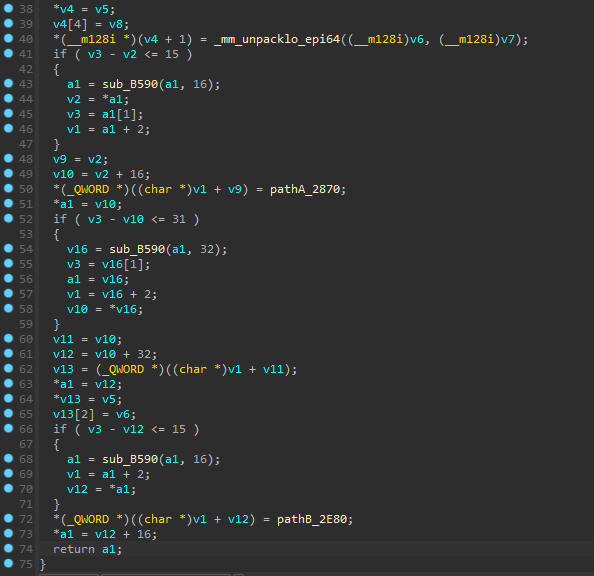 38 *v4 = v5;
39 v4[4] = v8;
40 *(__m128i *)(v4 + 1) = _mm_unpacklo_epi64((__m128i)v6, (__m128i)v7);
41 if ( v3 - v2 <= 15 )
42 {
43 a1 = sub_B590(a1, 16);
44 v2 = *a1;
45 v3 = a1[1];
46 v1 = a1 + 2;
47 }
48 v9 = v2;
49 v10 = v2 + 16;
50 *(_QWORD *)((char *)v1 + v9) = pathA_2870;
51 *a1 = v10;
52 if ( v3 - v10 <= 31 )
53 {
54 v16 = sub_B590(a1, 32);
55 v3 = v16[1];
56 a1 = v16;
57 v1 = v16 + 2;
58 v10 = *v16;
59 }
60 v11 = v10;
61 v12 = v10 + 32;
62 v13 = (_QWORD *)((char *)v1 + v11);
63 *a1 = v12;
64 *v13 = v5;
65 v13[2] = v6;
66 if ( v3 - v12 <= 15 )
67 {
68 a1 = sub_B590(a1, 16);
69 v1 = a1 + 2;
70 v12 = *a1;
71 }
72 *(_QWORD *)((char *)v1 + v12) = pathB_2E80;
73 *a1 = v12 + 16;
74 return a1;
75 }